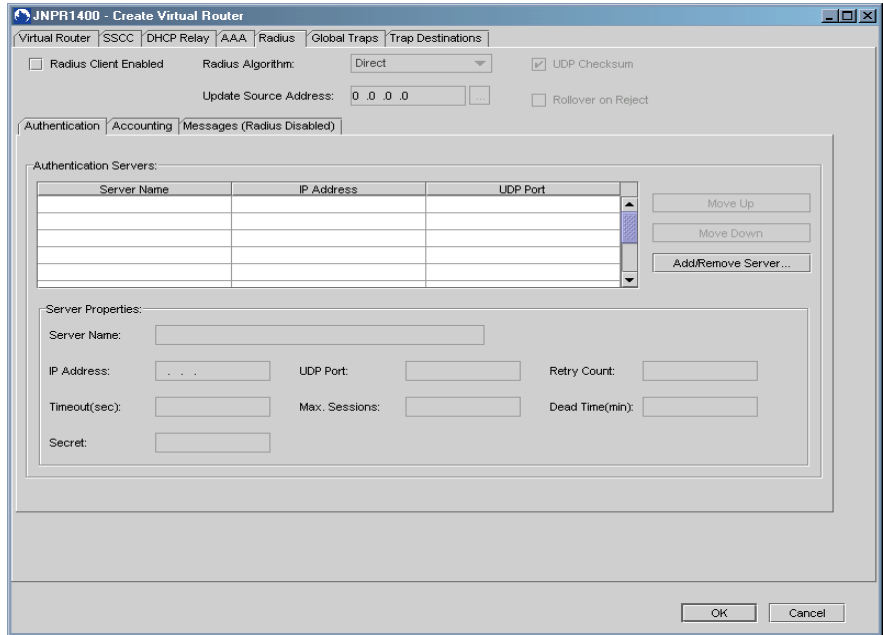 JNPR1400 - Create Virtual Router
Virtual Router SSCC DHCP Relay AAA Radius Global Traps Trap Destinations
Radius Client Enabled Radius Algorithm: Direct UDP Checksum
Update Source Address: 0 .0 .0 .0 ... Rollover on Reject
Authentication Accounting Messages (Radius Disabled)
Authentication Servers:
Server Name IP Address UDP Port
Move Up
Move Down
Add/Remove Server...
Server Properties:
Server Name:
IP Address: . . . UDP Port: Retry Count:
Timeout(sec): Max. Sessions: Dead Time(min):
Secret:
OK Cancel